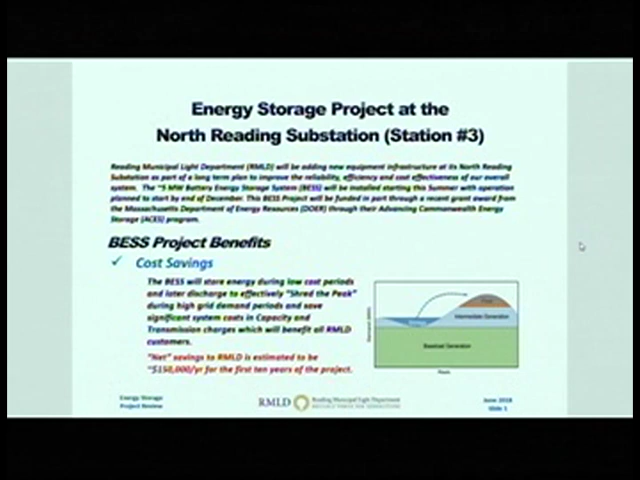 Energy Storage Project at the
North Reading Substation (Station #3)
Reading Municipal Light Department (RMLD) will be adding new equipment infrastructure at its North Reading
Substation as part of a long term plan to improve the reliability, efficiency and cost effectiveness of our overall
system. The ~5 MW Battery Energy Storage System (BESS) will be installed starting this Summer with operation
planned to start by end of December. This BESS Project will be funded in part through a recent grant award from
the Massachusetts Department of Energy Resources (DOER) through their Advancing Commonwealth Energy
Storage (ACES) program.
BESS Project Benefits
✓ Cost Savings
The BESS will store energy during low cost periods
and later discharge to effectively "Shred the Peak"
during high grid demand periods and save
significant system costs in Capacity and
Transmission charges which will benefit all RMLD
customers.
"Net" savings to RMLD is estimated to be
~$150,000/yr for the first ten years of the project.
Intermediate Generation
Baseload Generation
Hours
Energy Storage
Project Review
RMLD
Reading Municipal Light Department
June 2018
Slide 1